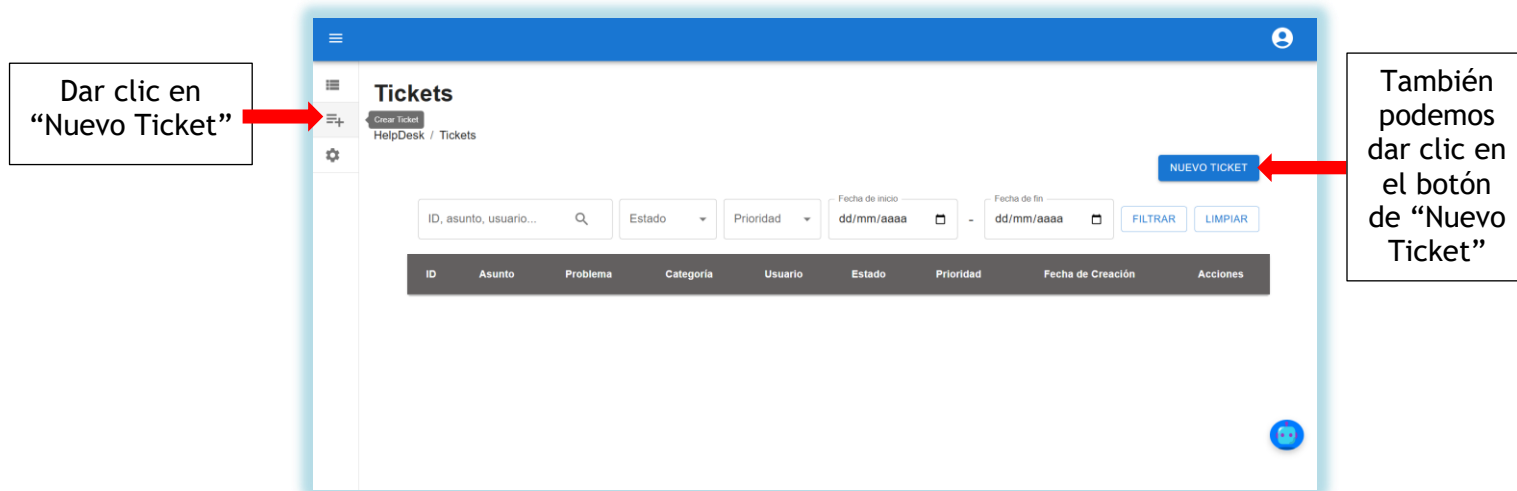 Dar clic en
“Nuevo Ticket”
Tickets
Crear Ticket
HelpDesk / Tickets
NUEVO TICKET
También
podemos
dar clic en
el botón
de “Nuevo
Ticket”
Fecha de inicio
Fecha de fin
ID, asunto, usuario... Estado Prioridad dd/mm/aaaa - dd/mm/aaaa FILTRAR LIMPIAR
ID Asunto Problema Categoría Usuario Estado Prioridad Fecha de Creación Acciones